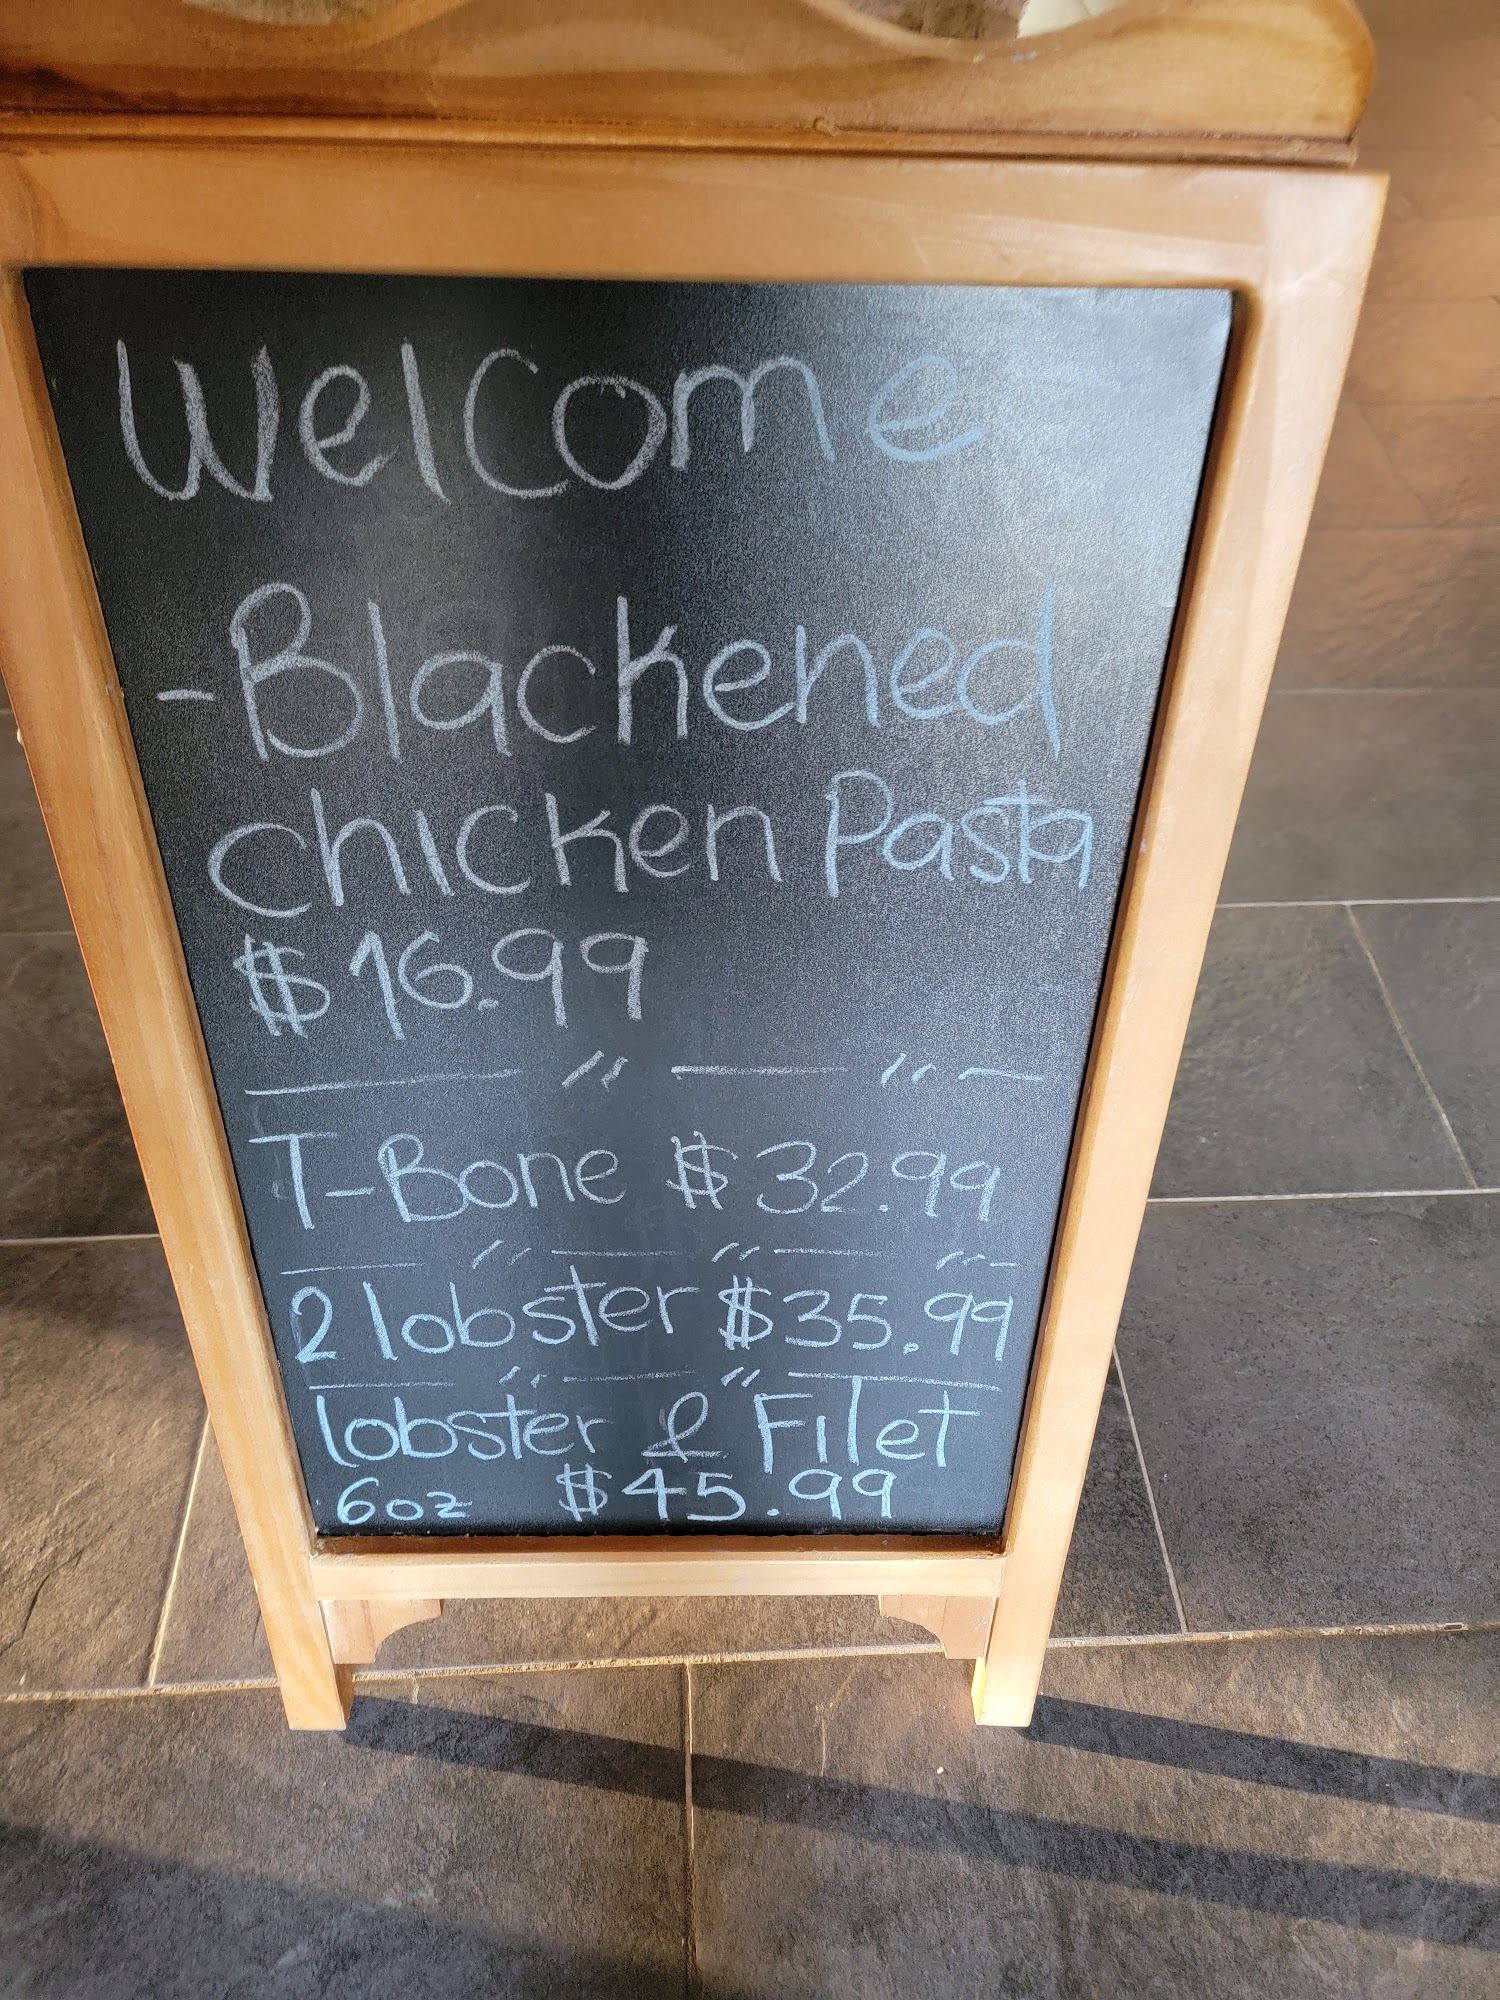 Welcome
-Blackened
chicken Pasta
$16.99
T-Bone $32.99
2 lobster $35.99
lobster & Filet
6oz $45.99